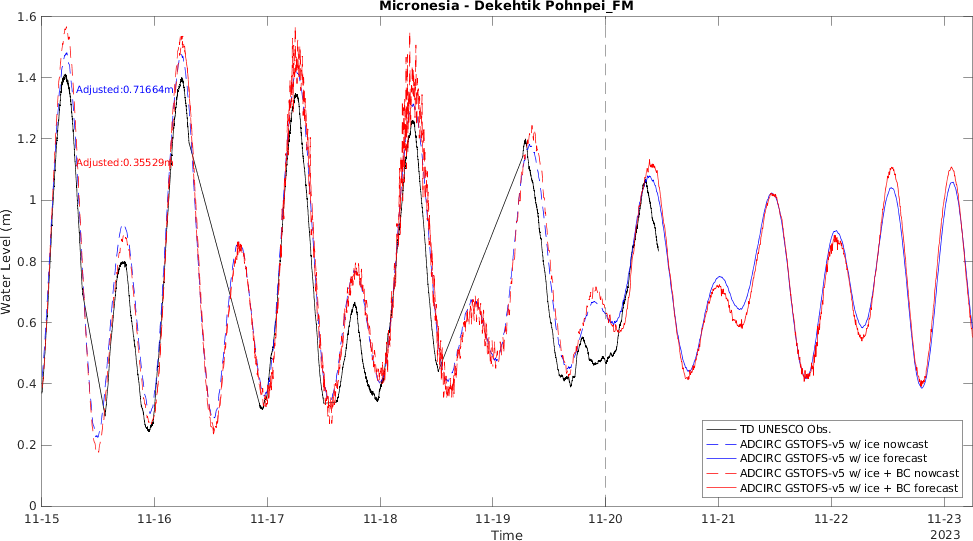 Micronesia - Dekehtik Pohnpei_FM
1.6
1.4
1.2
1
0.8
0.6
0.4
0.2
0
Water Level (m)
Adjusted:0.71664m
Adjusted:0.35529m
TD UNESCO Obs.
ADCIRC GSTOFS-v5 w/ ice nowcast
ADCIRC GSTOFS-v5 w/ ice forecast
ADCIRC GSTOFS-v5 w/ ice + BC nowcast
ADCIRC GSTOFS-v5 w/ ice + BC forecast
11-15 11-16 11-17 11-18 11-19 11-20 11-21 11-22 11-23
Time 2023